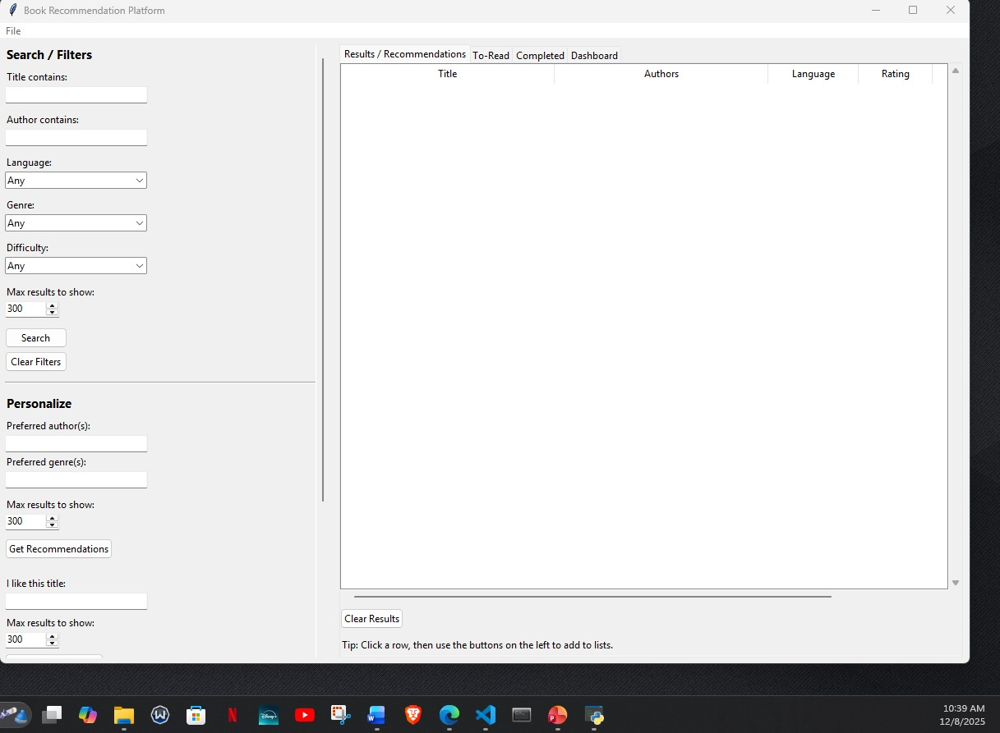 Book Recommendation Platform
File
Search / Filters
Title contains:
Author contains:
Language:
Any
Genre:
Any
Difficulty:
Any
Max results to show:
300
Search
Clear Filters
Personalize
Preferred author(s):
Preferred genre(s):
Max results to show:
300
Get Recommendations
I like this title:
Max results to show:
300
Results / Recommendations To-Read Completed Dashboard
Title Authors Language Rating
Clear Results
Tip: Click a row, then use the buttons on the left to add to lists.
W N Disney+ W P
10:39 AM
12/8/2025